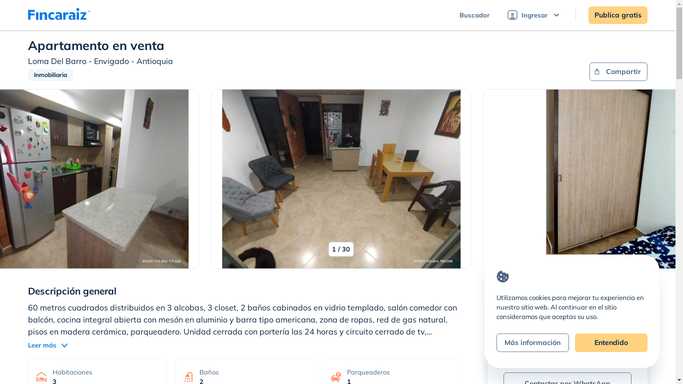 Fincaraiz
Buscador
Ingresar
Publica gratis
Apartamento en venta
Loma Del Barro - Envigado - Antioquia
Inmobiliaria
Compartir
1 / 30
Descripción general
60 metros cuadrados distribuidos en 3 alcobas, 3 closet, 2 baños cabinados en vidrio templado, salón comedor con
balcón, cocina integral abierta con mesón en aluminio y barra tipo americana, zona de ropas, red de gas natural,
pisos en madera cerámica, parqueadero. Unidad cerrada con portería las 24 horas y circuito cerrado de tv,...
Leer más
Habitaciones
3
Baños
2
Parqueaderos
1
Utilizamos cookies para mejorar tu experiencia en
nuestro sitio web. Al continuar en el sitio
consideramos que aceptas su uso.
Más información
Entendido
Contactar por WhatsApp